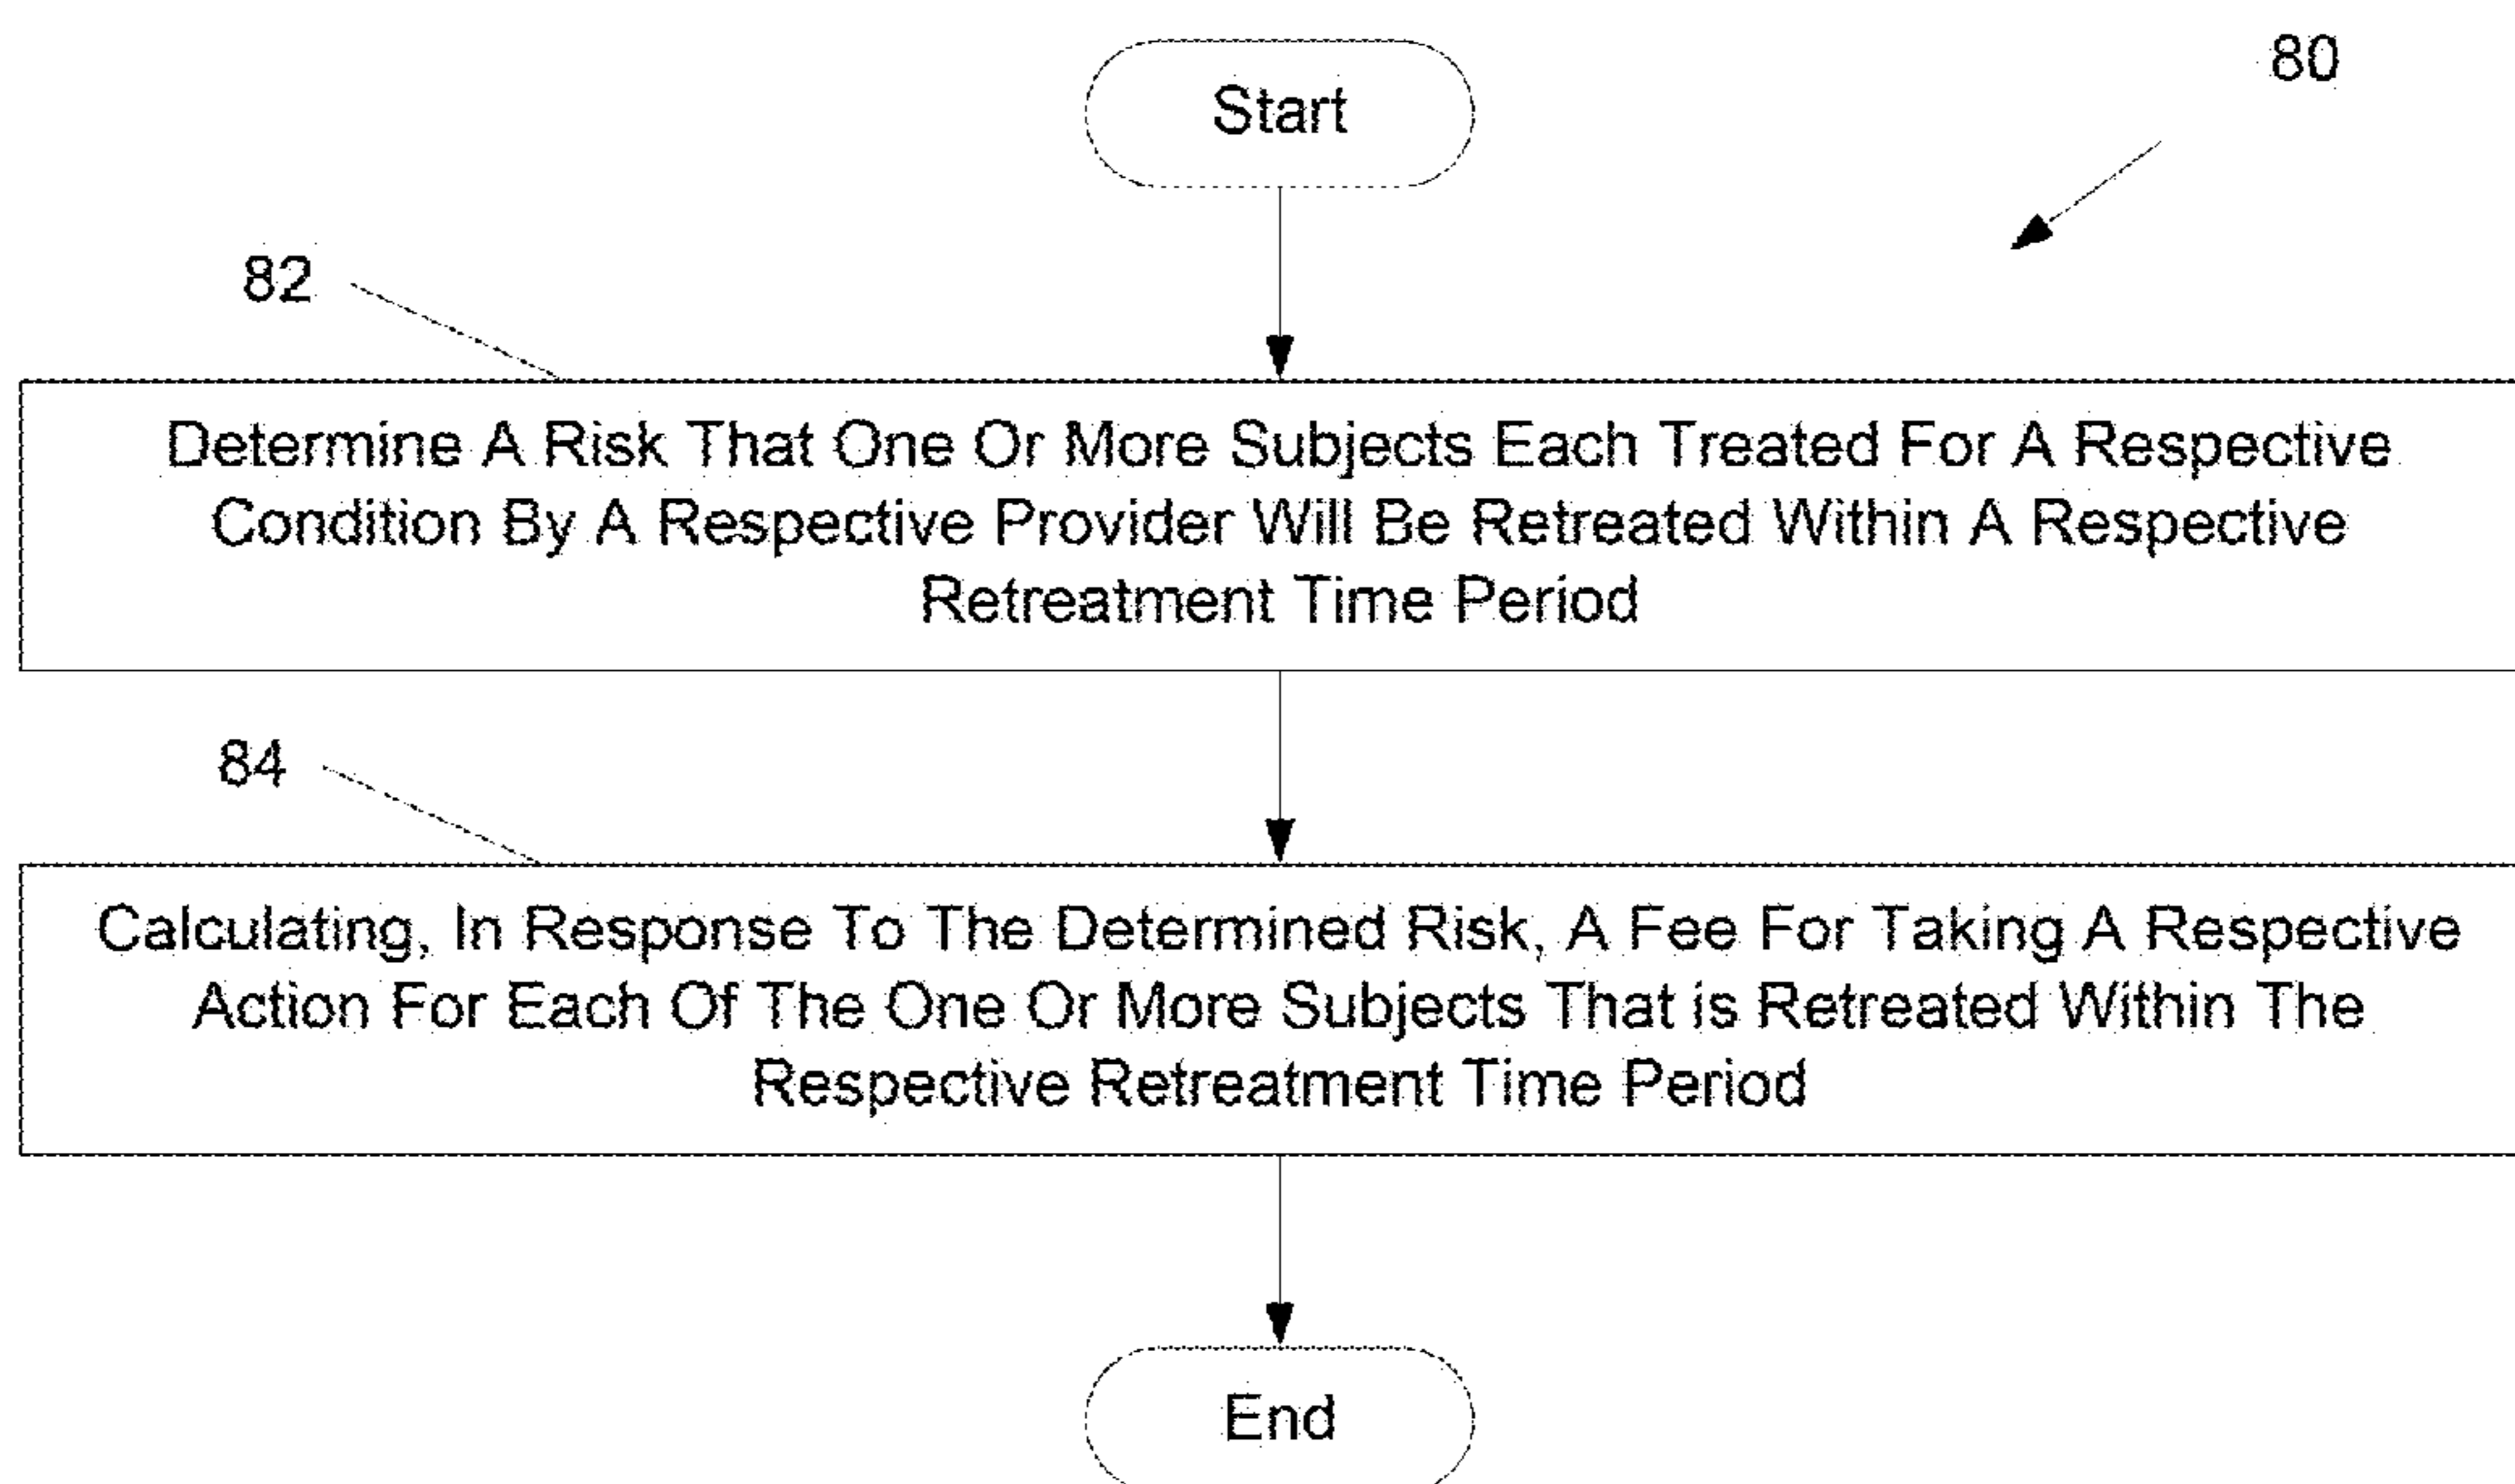 Start
80
82
Determine A Risk That One Or More Subjects Each Treated For A Respective
Condition By A Respective Provider Will Be Retreated Within A Respective
Retreatment Time Period
84
Calculating, In Response To The Determined Risk, A Fee For Taking A Respective
Action For Each Of The One Or More Subjects That is Retreated Within The
Respective Retreatment Time Period
End